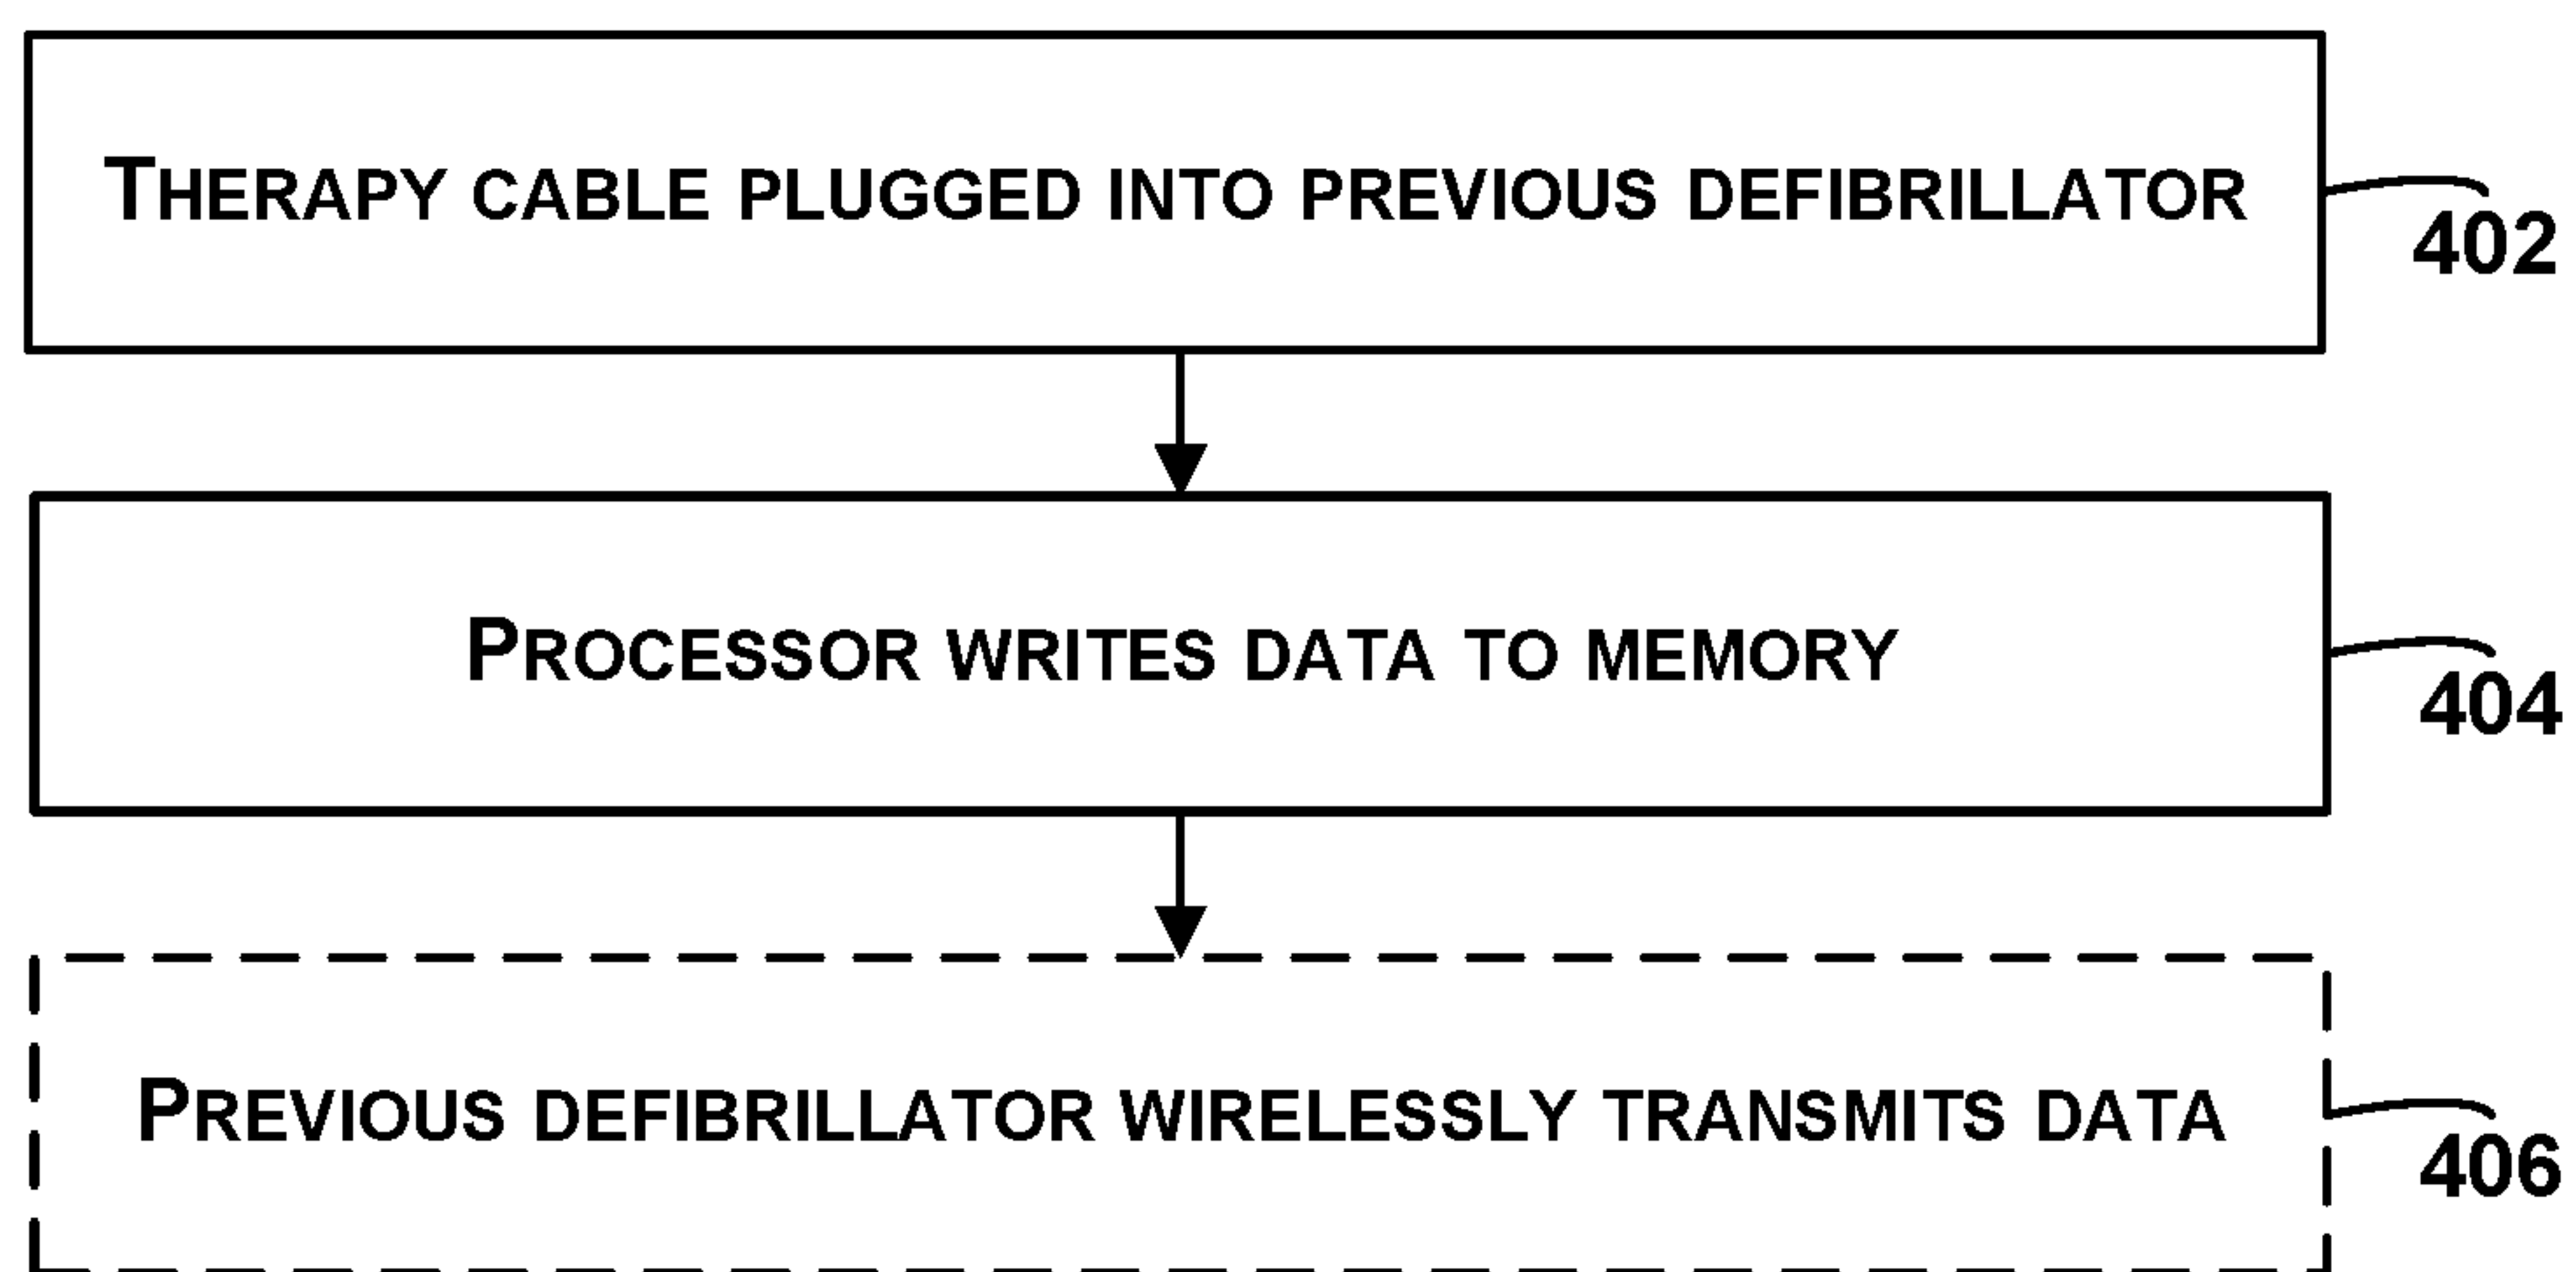 THERAPY CABLE PLUGGED INTO PREVIOUS DEFIBRILLATOR
402
PROCESSOR WRITES DATA TO MEMORY
404
PREVIOUS DEFIBRILLATOR WIRELESSLY TRANSMITS DATA
406